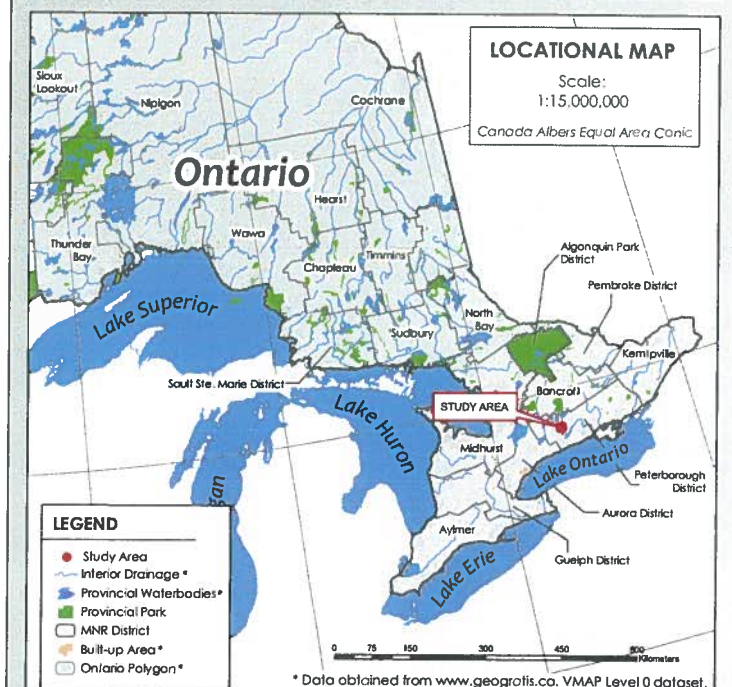 LOCATIONAL MAP
Scale:
1:15,000,000
Canada Albers Equal Area Conic
Sioux
Lookout
Nipigon
Cochrane
Ontario
Hearst
Wawa
Thunder
Bay
Chapleau
Timmins
Algonquin Park
District
Pembroke District
Lake Superior
North
Bay
Sudbury
Kemptville
Sault Ste. Marie District
Bancroft
STUDY AREA
Lake Huron
Midhurst
Lake Ontario
Peterborough
District
Aurora District
gan
Aylmer
Guelph District
Lake Erie
LEGEND
Study Area
Interior Drainage *
Provincial Waterbodies*
Provincial Park
MNR District
Built-up Area *
Ontario Polygon *
0 75 150 300 450 600
Kilometers
* Data obtained from www.geogratis.ca. VMAP Level 0 dataset.